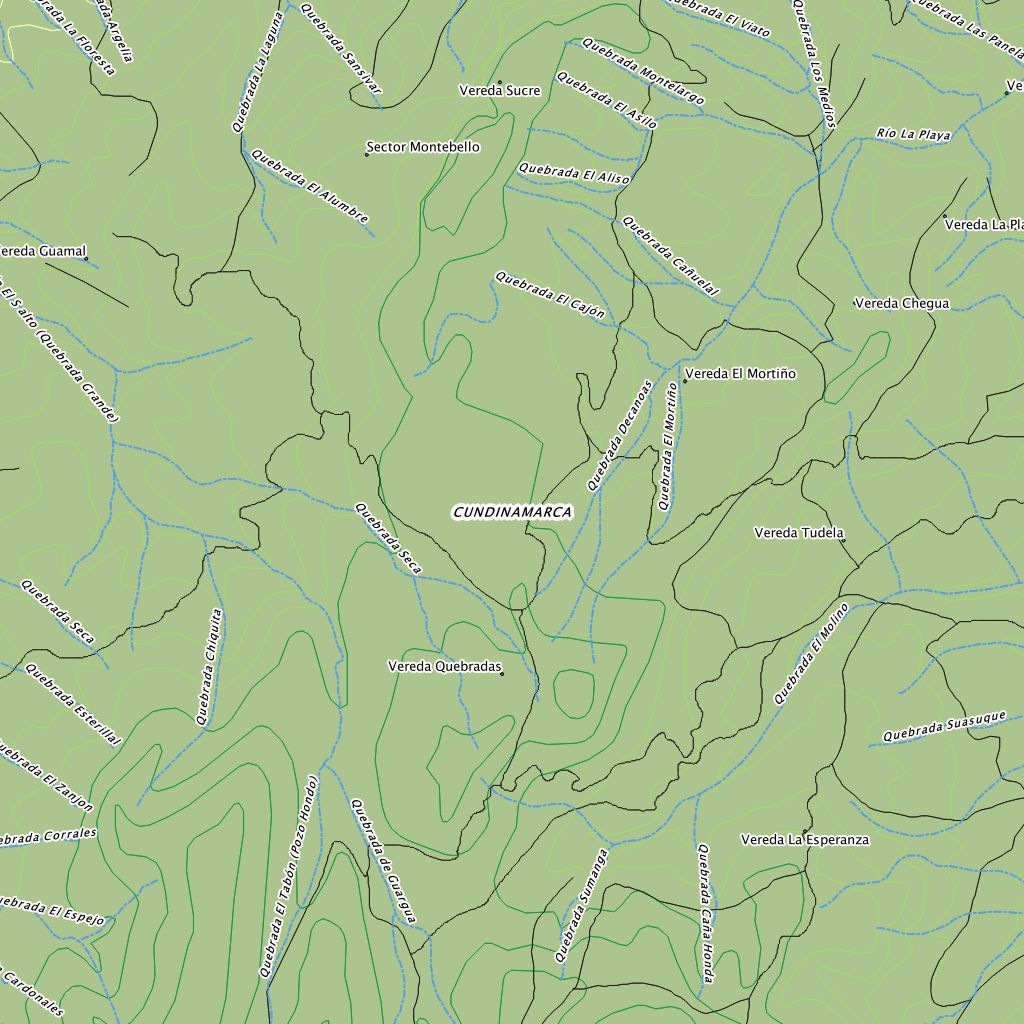 Quebrada La Laguna
Quebrada Sansivar
Quebrada El Viato
Quebrada Los Medios
Quebrada Las
La Floresta
Argelia
Quebrada Montelargo
Vereda Sucre
Quebrada El Asilo
Río La Playa
Sector Montebello
Quebrada El Aliso
Quebrada El Alumbre
Vereda Guamal
Quebrada Cañuelal
Vereda La
Quebrada El Cajón
Vereda Chegua
El Salto (Quebrada Grande)
Vereda El Mortiño
Quebrada Decanoas
Quebrada El Mortiño
CUNDINAMARCA
Quebrada Seca
Vereda Tudela
Quebrada Seca
Quebrada Chiquita
Quebrada El Molino
Vereda Quebradas
Quebrada Esterillal
Quebrada Suasuque
Quebrada El Zanjon
Quebrada Corrales
Quebrada El Tabón (Pozo Hondo)
Quebrada de Guargua
Vereda La Esperanza
Quebrada Sumanga
Quebrada Caña Honda
Quebrada El Espejo
Cardonales